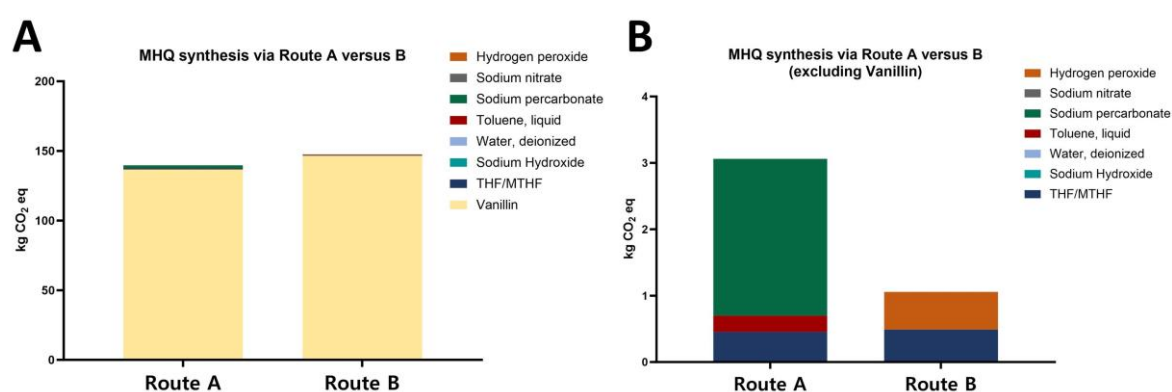 A
MHQ synthesis via Route A versus B
200
150
100
50
0
kg CO₂ eq
Route A
Route B
Hydrogen peroxide
Sodium nitrate
Sodium percarbonate
Toluene, liquid
Water, deionized
Sodium Hydroxide
THF/MTHF
Vanillin
B
MHQ synthesis via Route A versus B
(excluding Vanillin)
4
3
2
1
0
kg CO₂ eq
Route A
Route B
Hydrogen peroxide
Sodium nitrate
Sodium percarbonate
Toluene, liquid
Water, deionized
Sodium Hydroxide
THF/MTHF